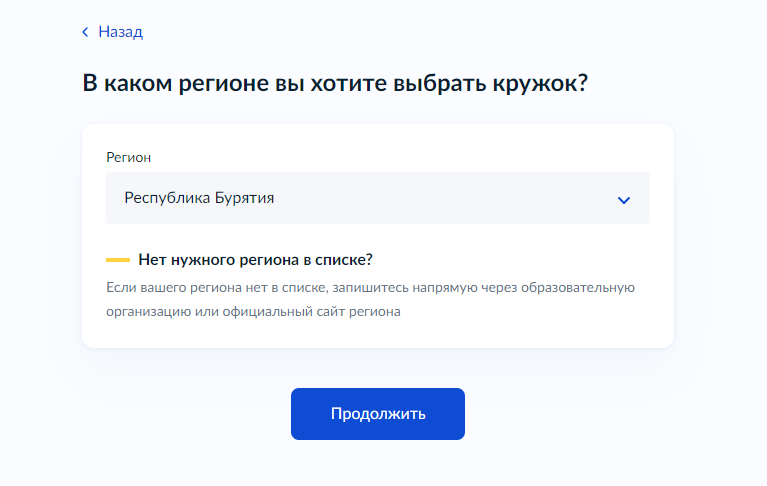 Назад
В каком регионе вы хотите выбрать кружок?
Регион
Республика Бурятия
Нет нужного региона в списке?
Если вашего региона нет в списке, запишитесь напрямую через образовательную
организацию или официальный сайт региона
Продолжить